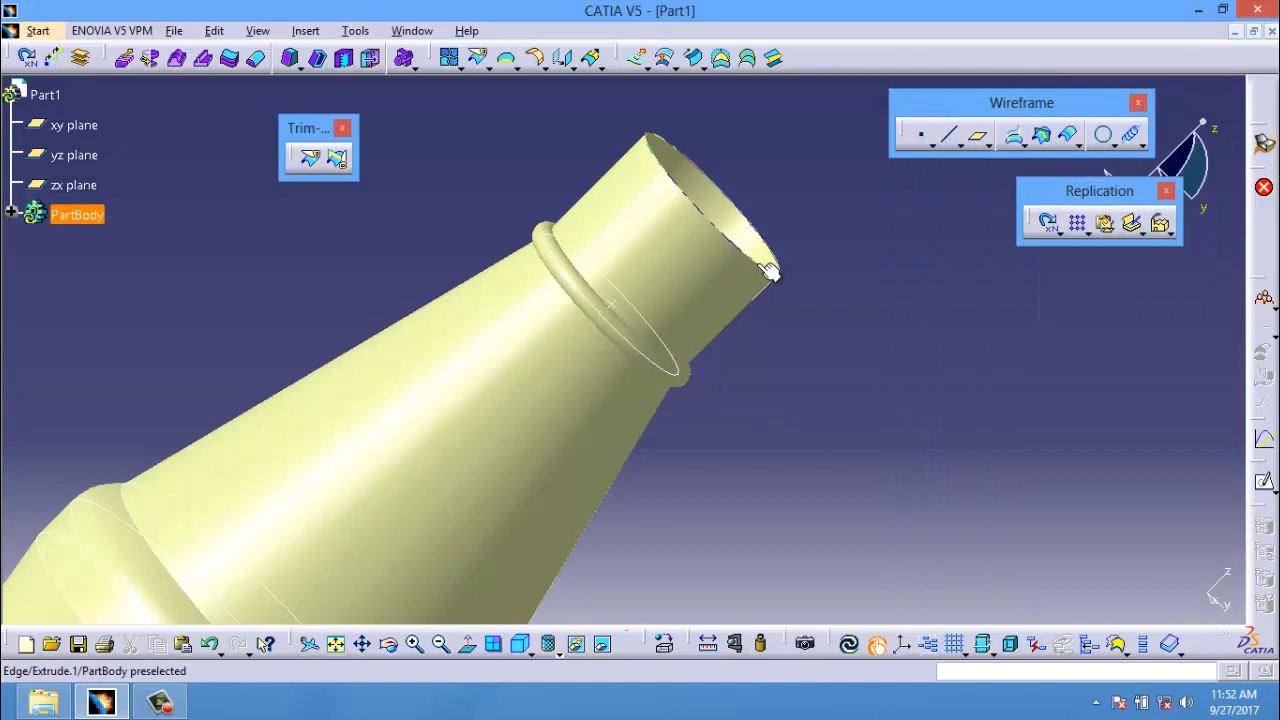 CATIA V5 - [Part1]
Start ENOVIA V5 VPM File Edit View Insert Tools Window Help
Part1
xy plane
yz plane
zx plane
PartBody
Trim-...
Wireframe
Replication
z
y
z
x
y
CATIA
Edge/Extrude.1/PartBody preselected
11:52 AM
9/27/2017